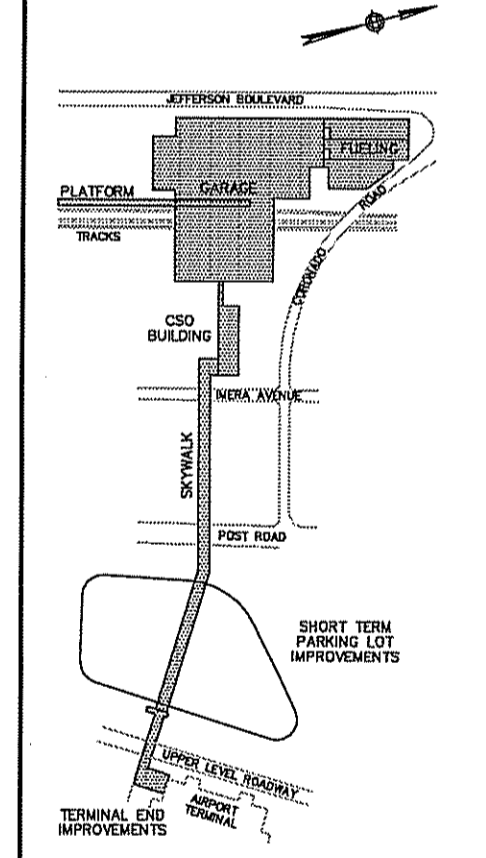 JEFFERSON BOULEVARD
FUELING
PLATFORM
GARAGE
ROAD
TRACKS
CORONADO
CSO
BUILDING
IMERA AVENUE
SKYWALK
POST ROAD
SHORT TERM
PARKING LOT
IMPROVEMENTS
UPPER LEVEL ROADWAY
TERMINAL END
IMPROVEMENTS
AIRPORT
TERMINAL